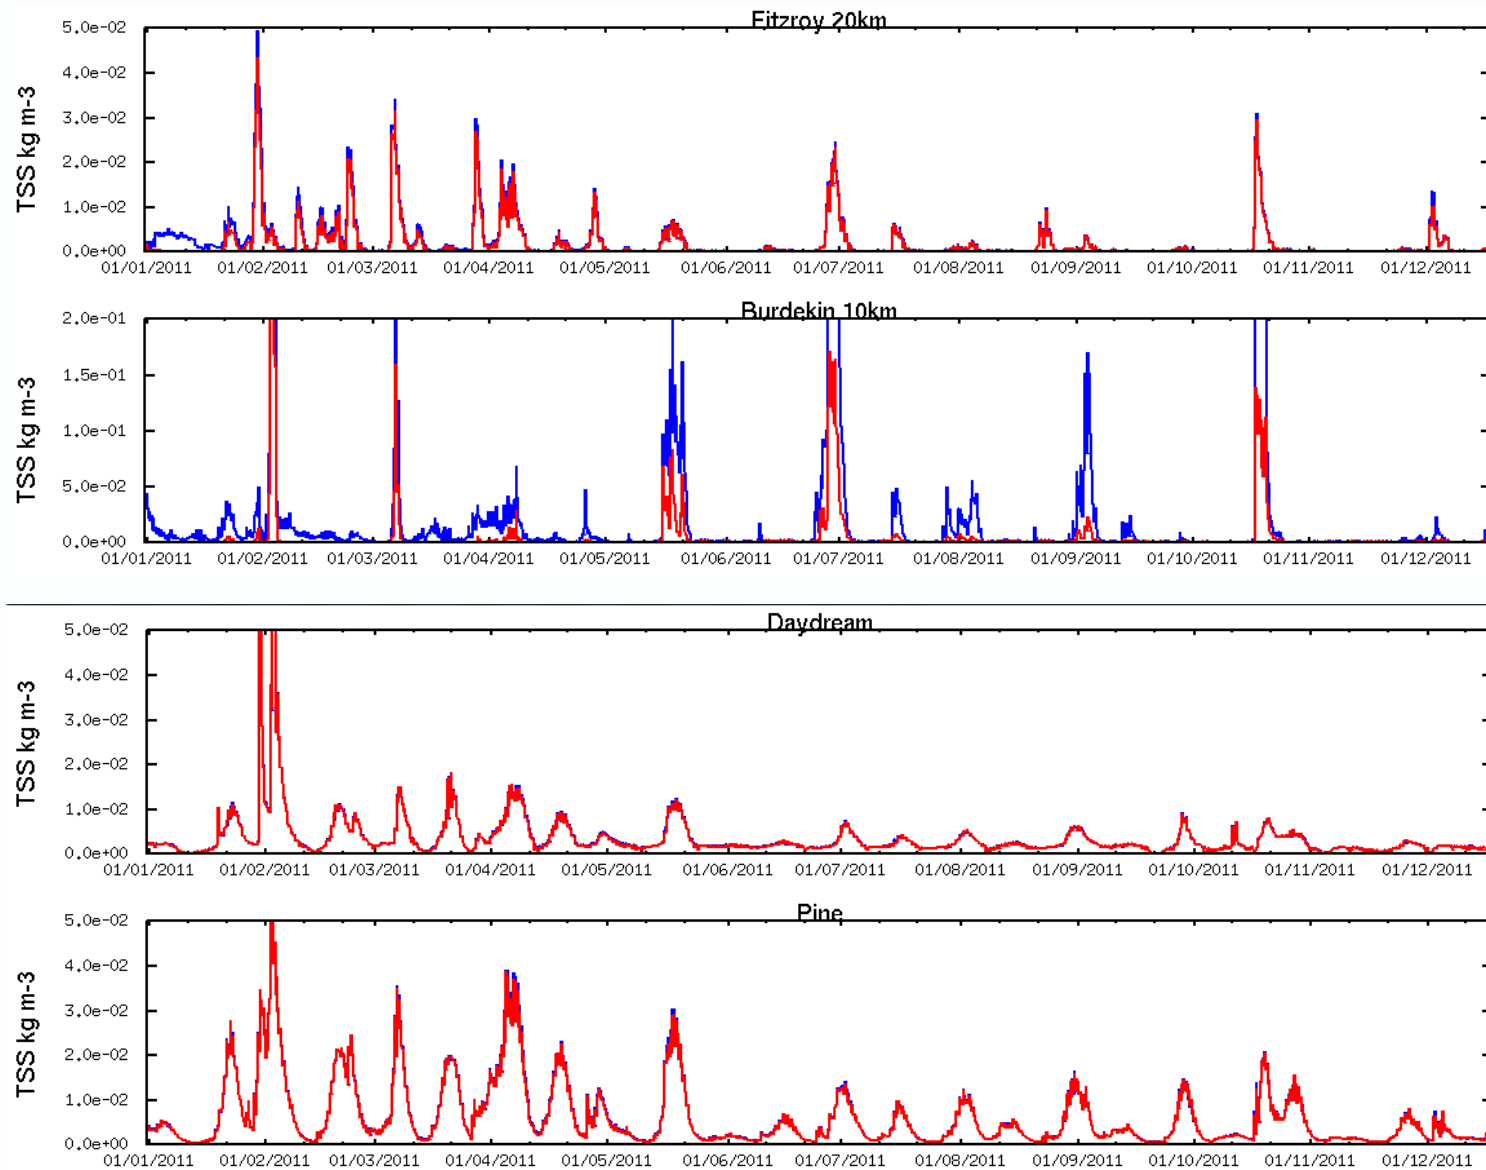 Fitzroy 20km
5.0e-02
4.0e-02
3.0e-02
2.0e-02
1.0e-02
0.0e+00
TSS kg m-3
01/01/2011 01/02/2011 01/03/2011 01/04/2011 01/05/2011 01/06/2011 01/07/2011 01/08/2011 01/09/2011 01/10/2011 01/11/2011 01/12/2011
Burdekin 10km
2.0e-01
1.5e-01
1.0e-01
5.0e-02
0.0e+00
TSS kg m-3
01/01/2011 01/02/2011 01/03/2011 01/04/2011 01/05/2011 01/06/2011 01/07/2011 01/08/2011 01/09/2011 01/10/2011 01/11/2011 01/12/2011
Daydream
5.0e-02
4.0e-02
3.0e-02
2.0e-02
1.0e-02
0.0e+00
TSS kg m-3
01/01/2011 01/02/2011 01/03/2011 01/04/2011 01/05/2011 01/06/2011 01/07/2011 01/08/2011 01/09/2011 01/10/2011 01/11/2011 01/12/2011
Pine
5.0e-02
4.0e-02
3.0e-02
2.0e-02
1.0e-02
0.0e+00
TSS kg m-3
01/01/2011 01/02/2011 01/03/2011 01/04/2011 01/05/2011 01/06/2011 01/07/2011 01/08/2011 01/09/2011 01/10/2011 01/11/2011 01/12/2011